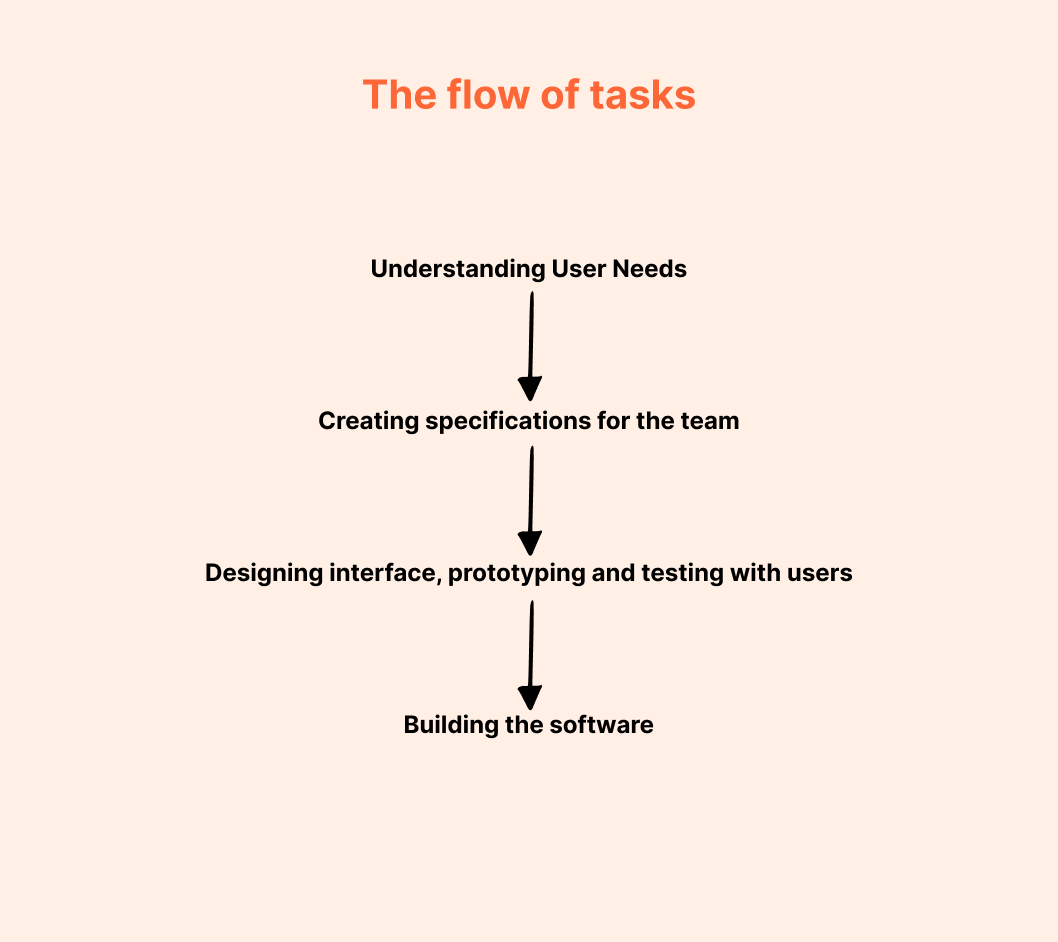 The flow of tasks
Understanding User Needs
Creating specifications for the team
Designing interface, prototyping and testing with users
Building the software